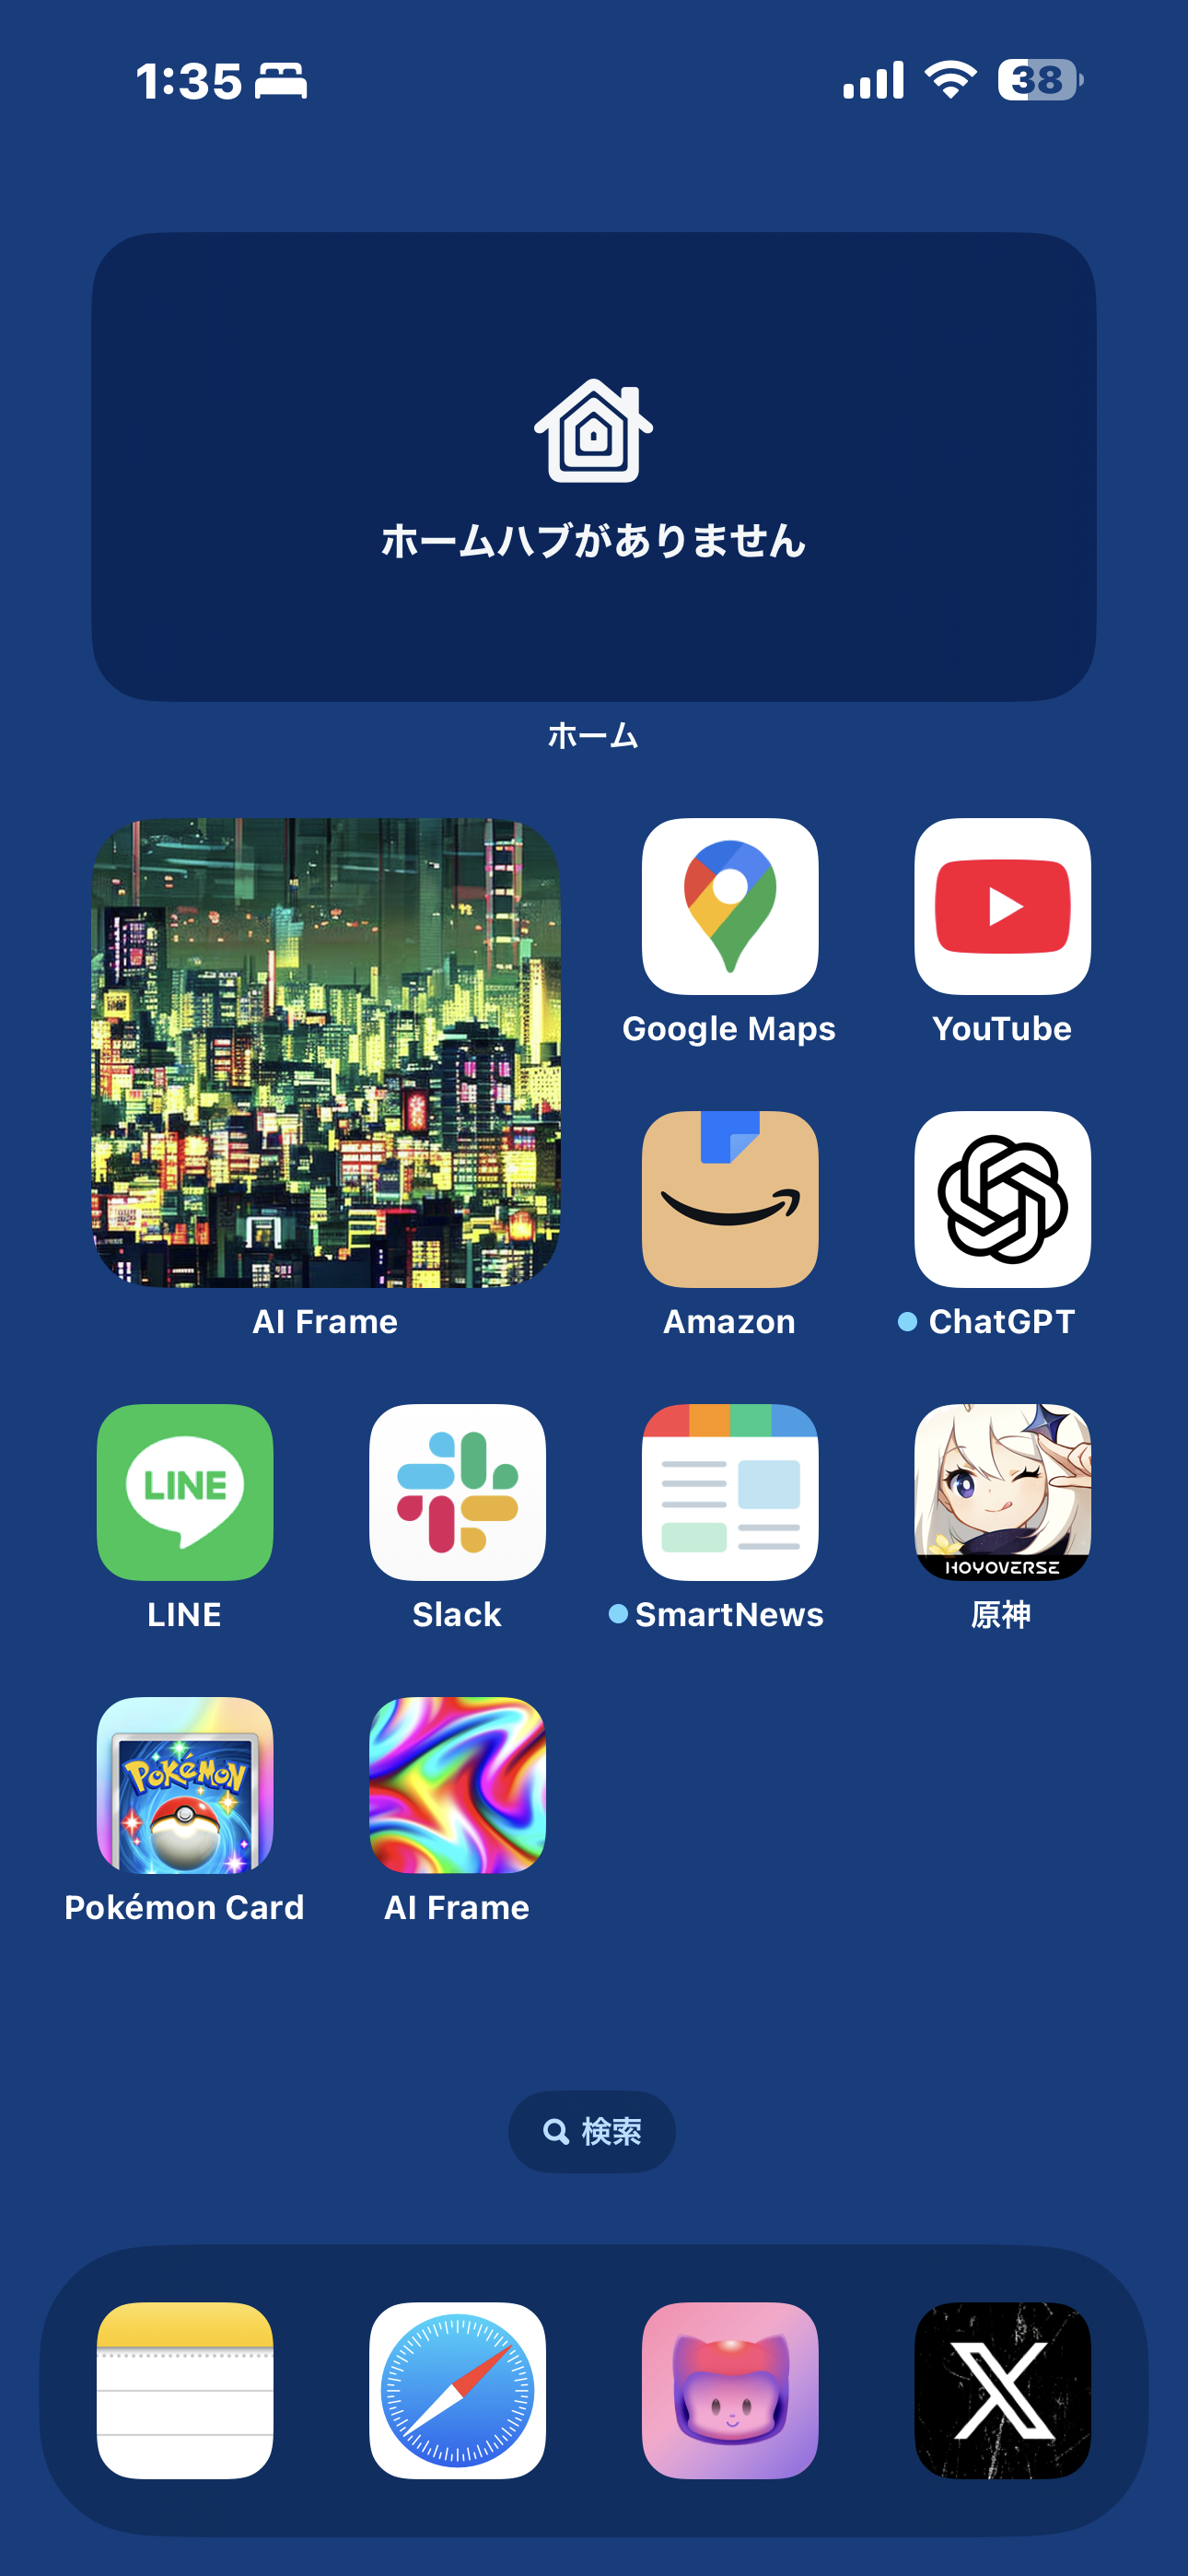 1:35
38
ホームハブがありません
ホーム
Google Maps
YouTube
AI Frame
Amazon
ChatGPT
LINE
HOYOVERSE
LINE
Slack
SmartNews
原神
POKéMON
Pokémon Card
AI Frame
検索